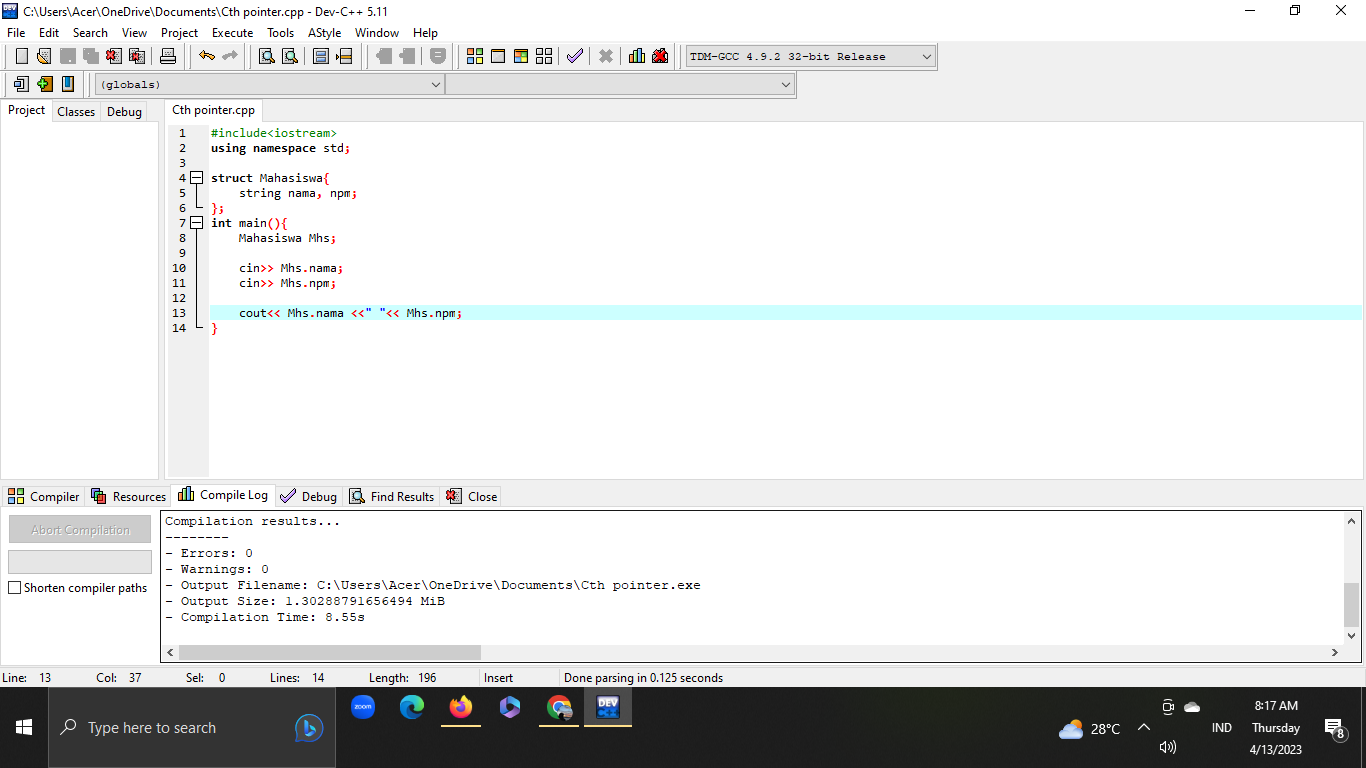 C:\Users\Acer\OneDrive\Documents\Cth pointer.cpp - Dev-C++ 5.11
File Edit Search View Project Execute Tools AStyle Window Help
TDM-GCC 4.9.2 32-bit Release
(globals)
Project Classes Debug Cth pointer.cpp
1 #include<iostream>
2 using namespace std;
3
4 struct Mahasiswa{
5 string nama, npm;
6 };
7 int main(){
8 Mahasiswa Mhs;
9
10 cin>> Mhs.nama;
11 cin>> Mhs.npm;
12
13 cout<< Mhs.nama <<" "<< Mhs.npm;
14 }
Compiler Resources Compile Log Debug Find Results Close
Abort Compilation
Shorten compiler paths
Compilation results...
--------
- Errors: 0
- Warnings: 0
- Output Filename: C:\Users\Acer\OneDrive\Documents\Cth pointer.exe
- Output Size: 1.30288791656494 MiB
- Compilation Time: 8.55s
Line: 13 Col: 37 Sel: 0 Lines: 14 Length: 196 Insert Done parsing in 0.125 seconds
Type here to search
zoom
DEV
28°C
IND
8:17 AM
Thursday
4/13/2023
8